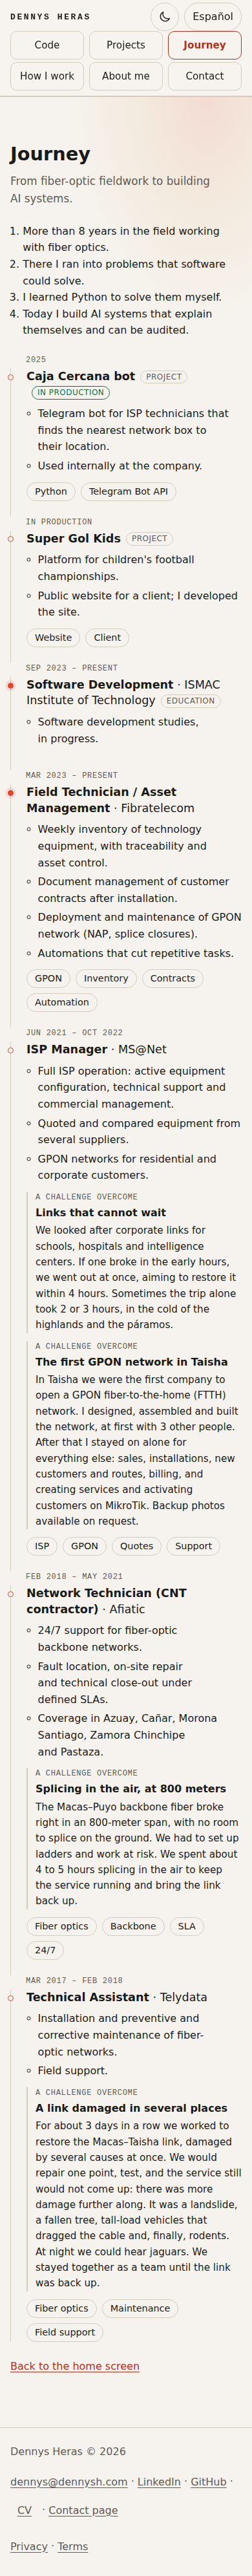 DENNYS HERAS
Español
Code
Projects
Journey
How I work
About me
Contact
Journey
From fiber-optic fieldwork to building
AI systems.
1. More than 8 years in the field working
with fiber optics.
2. There I ran into problems that software
could solve.
3. I learned Python to solve them myself.
4. Today I build AI systems that explain
themselves and can be audited.
2025
Caja Cercana bot PROJECT
IN PRODUCTION
Telegram bot for ISP technicians that
finds the nearest network box to
their location.
Used internally at the company.
Python
Telegram Bot API
IN PRODUCTION
Super Gol Kids PROJECT
Platform for children's football
championships.
Public website for a client; I developed
the site.
Website
Client
SEP 2023 – PRESENT
Software Development · ISMAC
Institute of Technology EDUCATION
Software development studies,
in progress.
MAR 2023 – PRESENT
Field Technician / Asset
Management · Fibratelecom
Weekly inventory of technology
equipment, with traceability and
asset control.
Document management of customer
contracts after installation.
Deployment and maintenance of GPON
network (NAP, splice closures).
Automations that cut repetitive tasks.
GPON
Inventory
Contracts
Automation
JUN 2021 – OCT 2022
ISP Manager · MS@Net
Full ISP operation: active equipment
configuration, technical support and
commercial management.
Quoted and compared equipment from
several suppliers.
GPON networks for residential and
corporate customers.
A CHALLENGE OVERCOME
Links that cannot wait
We looked after corporate links for
schools, hospitals and intelligence
centers. If one broke in the early hours,
we went out at once, aiming to restore it
within 4 hours. Sometimes the trip alone
took 2 or 3 hours, in the cold of the
highlands and the páramos.
A CHALLENGE OVERCOME
The first GPON network in Taisha
In Taisha we were the first company to
open a GPON fiber-to-the-home (FTTH)
network. I designed, assembled and built
the network, at first with 3 other people.
After that I stayed on alone for
everything else: sales, installations, new
customers and routes, billing, and
creating services and activating
customers on MikroTik. Backup photos
available on request.
ISP
GPON
Quotes
Support
FEB 2018 – MAY 2021
Network Technician (CNT
contractor) · Afiatic
24/7 support for fiber-optic
backbone networks.
Fault location, on-site repair
and technical close-out under
defined SLAs.
Coverage in Azuay, Cañar, Morona
Santiago, Zamora Chinchipe
and Pastaza.
A CHALLENGE OVERCOME
Splicing in the air, at 800 meters
The Macas–Puyo backbone fiber broke
right in an 800-meter span, with no room
to splice on the ground. We had to set up
ladders and work at risk. We spent about
4 to 5 hours splicing in the air to keep
the service running and bring the link
back up.
Fiber optics
Backbone
SLA
24/7
MAR 2017 – FEB 2018
Technical Assistant · Telydata
Installation and preventive and
corrective maintenance of fiber-
optic networks.
Field support.
A CHALLENGE OVERCOME
A link damaged in several places
For about 3 days in a row we worked to
restore the Macas–Taisha link, damaged
by several causes at once. We would
repair one point, test, and the service still
would not come up: there was more
damage further along. It was a landslide,
a fallen tree, tall-load vehicles that
dragged the cable and, finally, rodents.
At night we could hear jaguars. We
stayed together as a team until the link
was back up.
Fiber optics
Maintenance
Field support
Back to the home screen
Dennys Heras © 2026
dennys@dennysh.com · LinkedIn · GitHub ·
CV · Contact page
Privacy · Terms